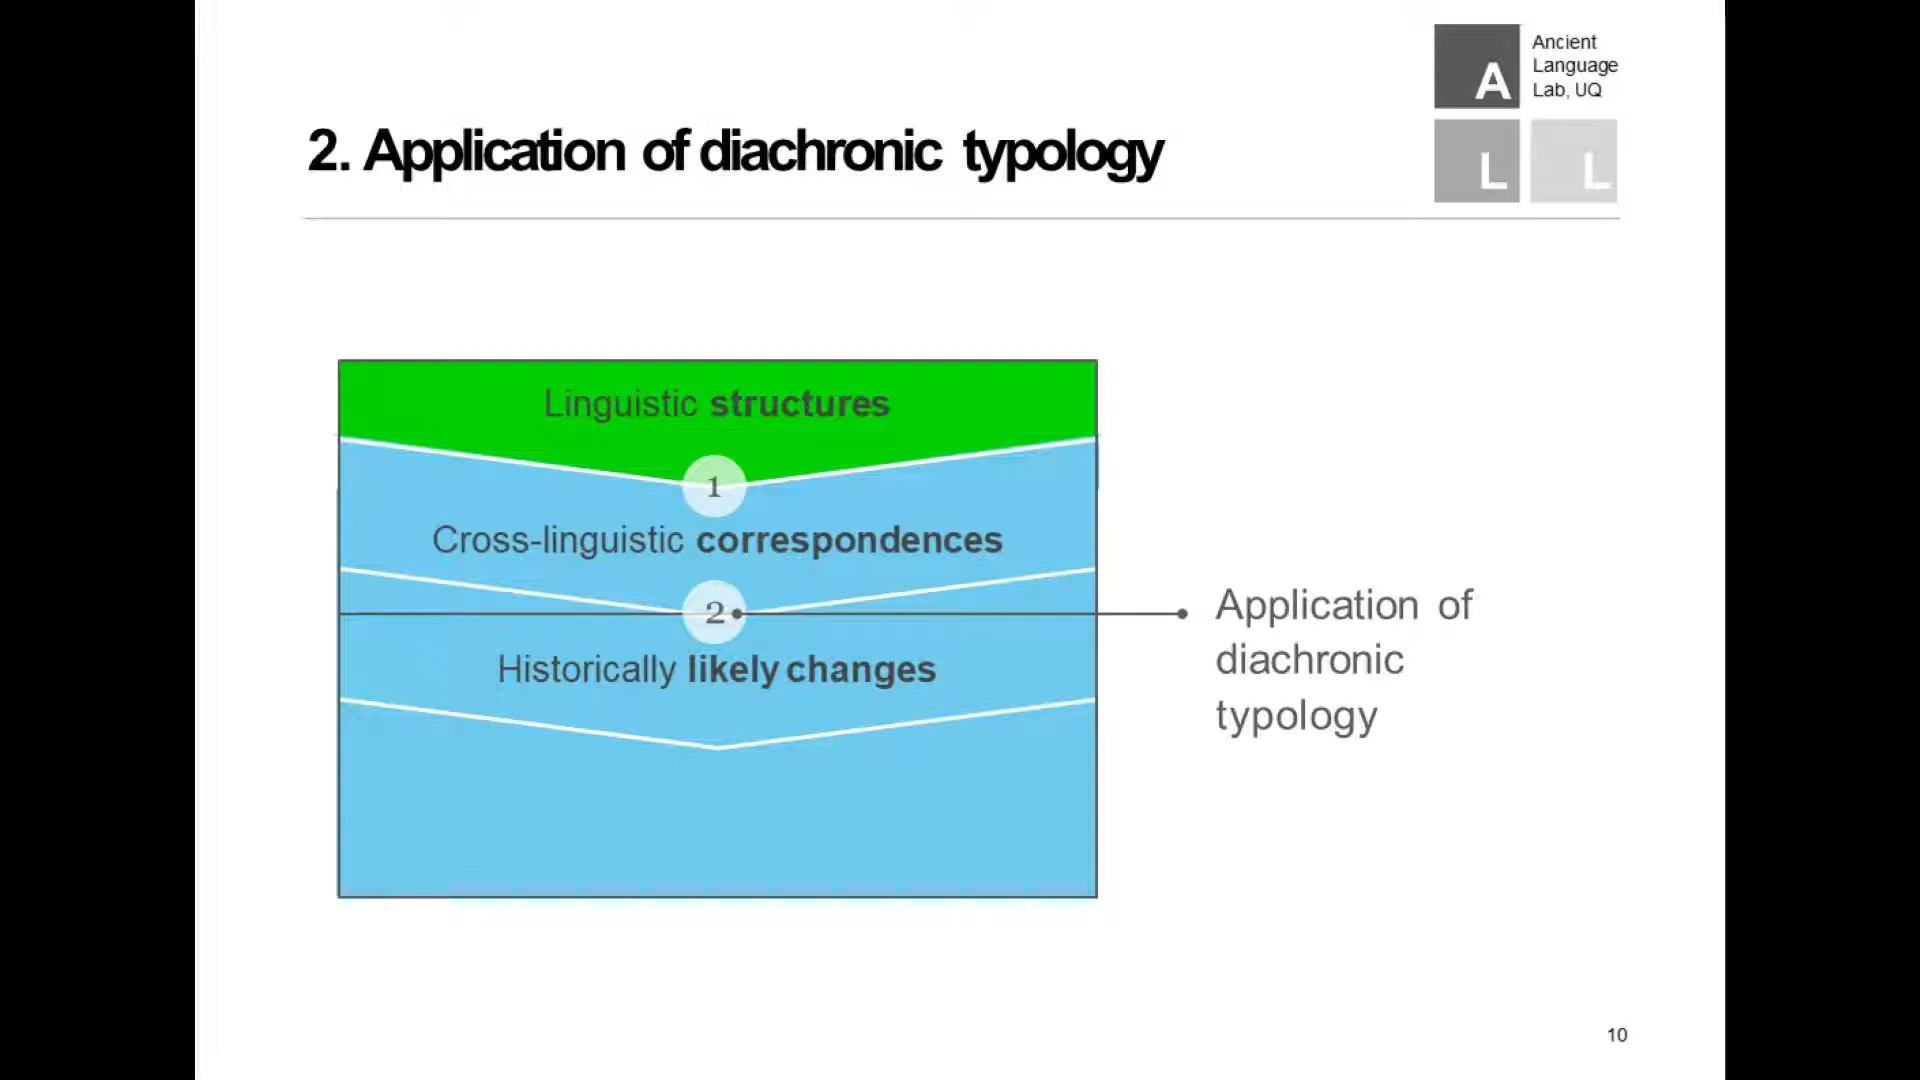 Ancient
Language
Lab, UQ
A
L L
2. Application of diachronic typology
Linguistic structures
1
Cross-linguistic correspondences
2
Historically likely changes
Application of
diachronic
typology
10